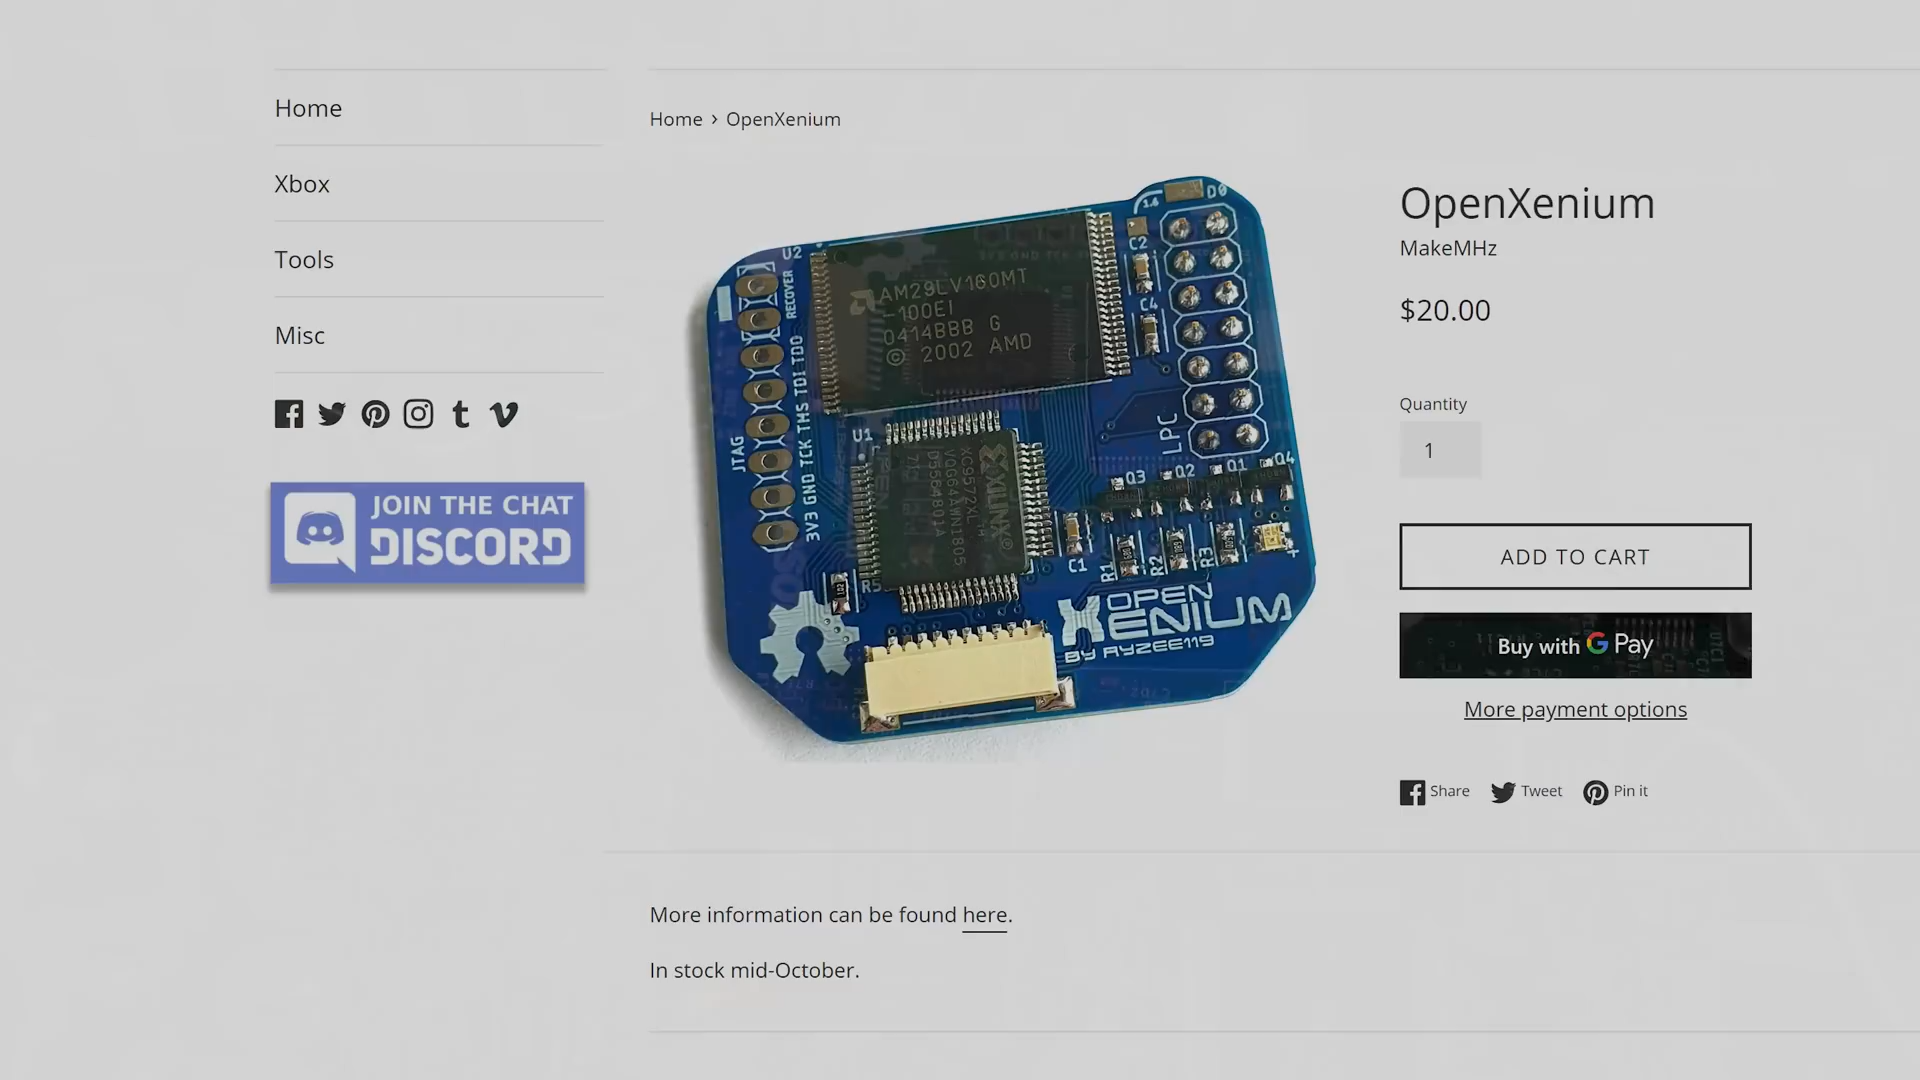 Home
Xbox
Tools
Misc
JOIN THE CHAT
DISCORD
Home › OpenXenium
D0
1.6
U2
C2
RECOVER
AM29LV160MT
-100EI
0414BBB G
© 2002 AMD
C4
JTAG
3V3 GND TCK TMS TDI TDO
U1
LPC
XILINX®
XC9572XL
Q3
Q2
Q1
Q4
C1
R1
R2
R3
R5
OPEN
XENIUM
BY RYZEE119
OpenXenium
MakeMHz
$20.00
Quantity
1
ADD TO CART
Buy with G Pay
More payment options
Share
Tweet
Pin it
More information can be found here.
In stock mid-October.